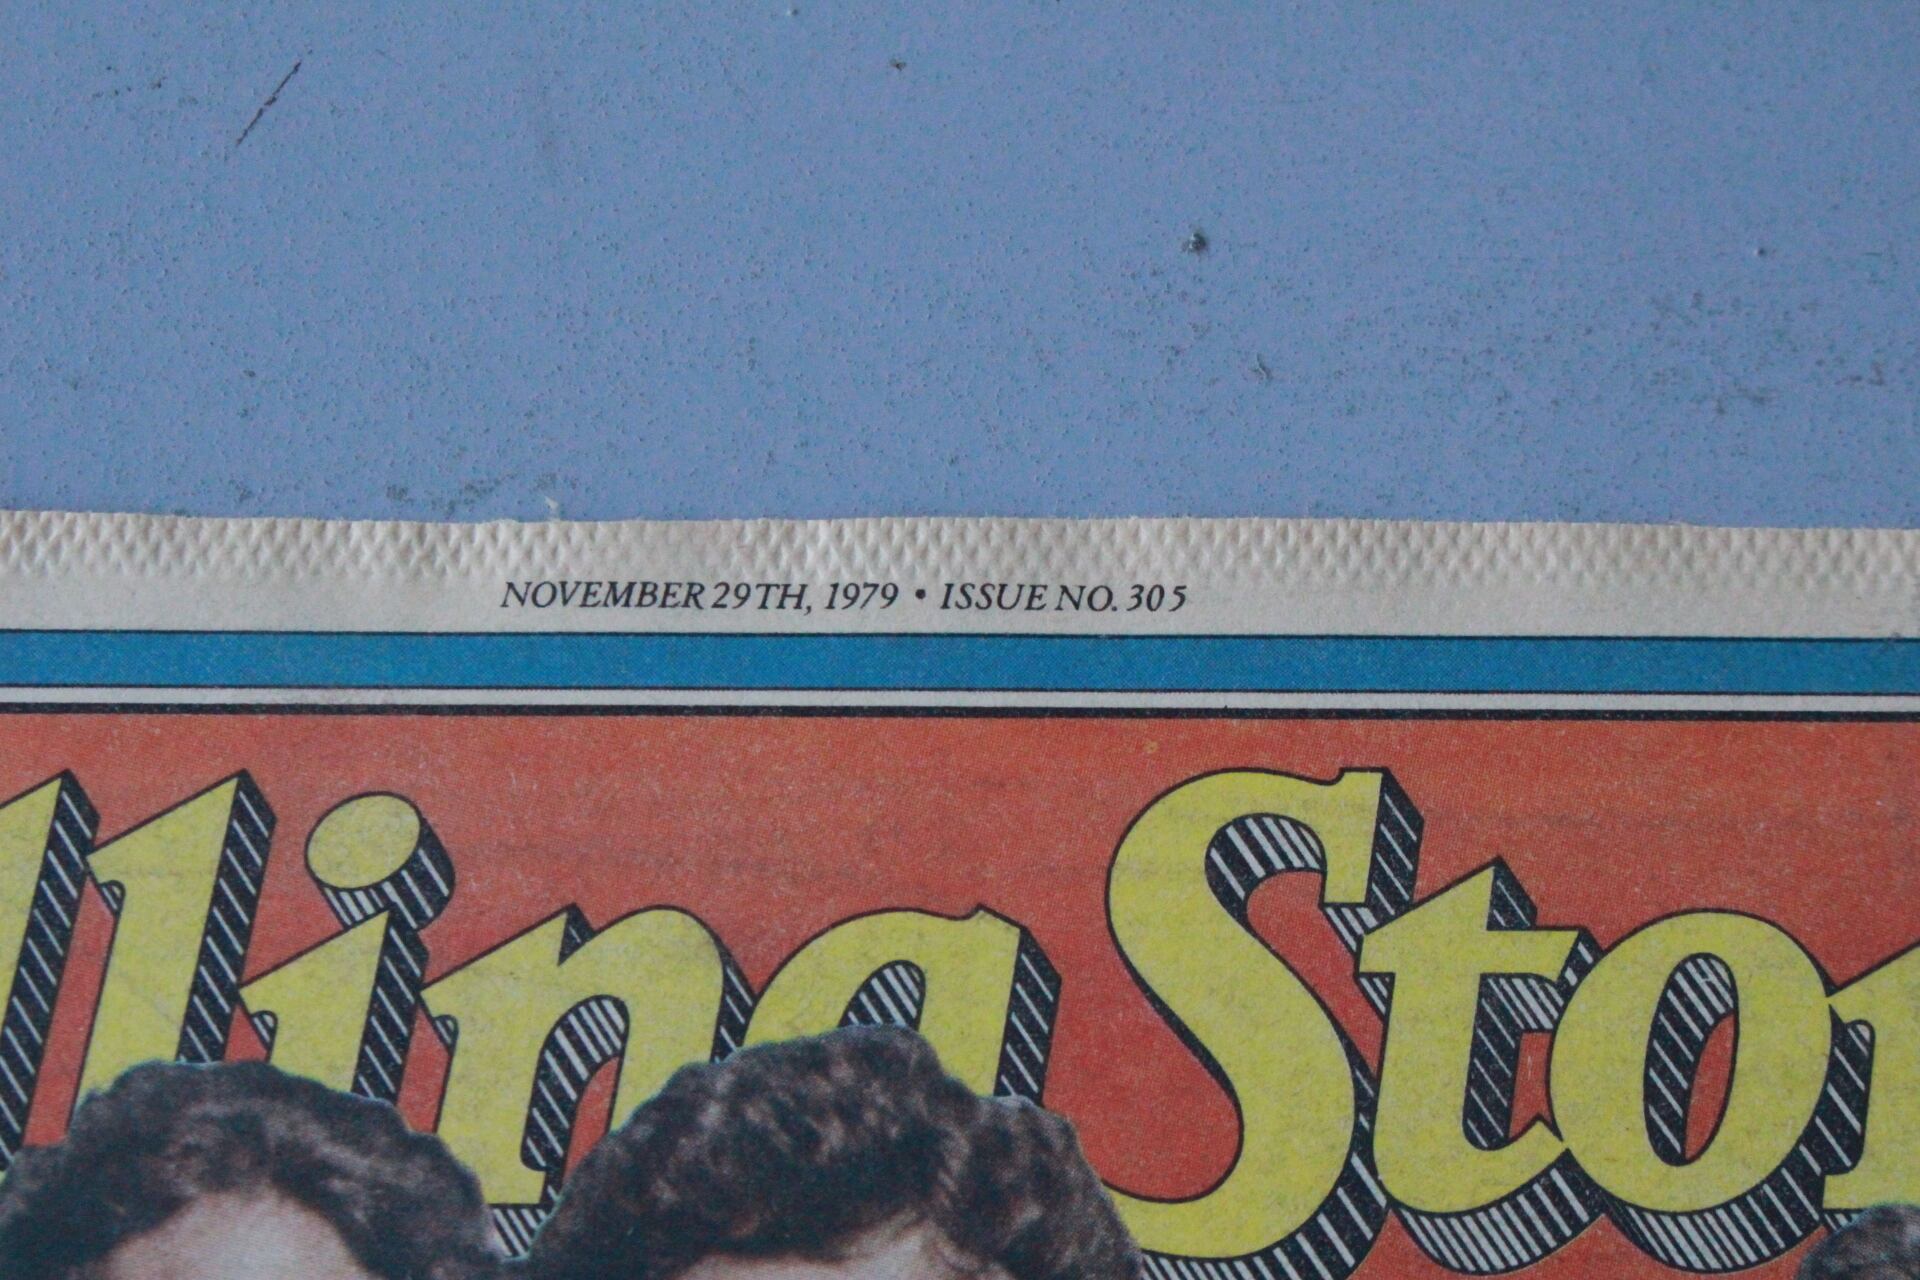 NOVEMBER 29TH, 1979 • ISSUE NO. 305
lling Sto